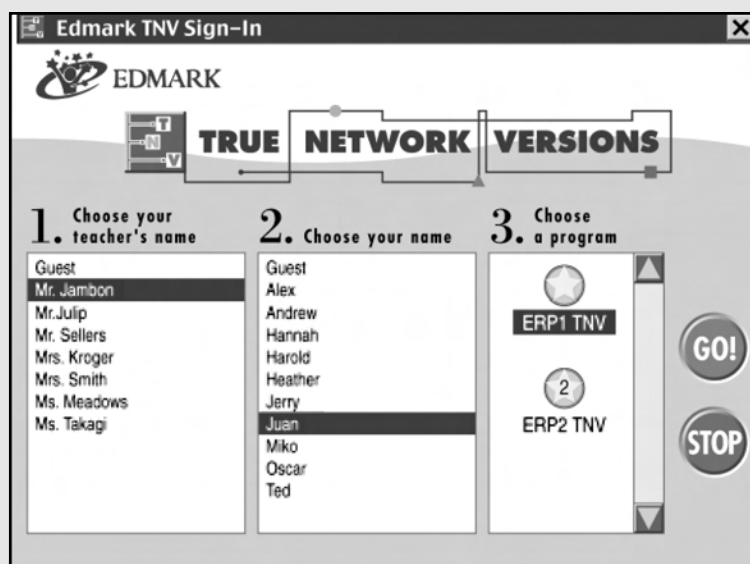 Edmark TNV Sign-In
EDMARK
T
N
V
TRUE NETWORK VERSIONS
1. Choose your
teacher's name
Guest
Mr. Jambon
Mr.Julip
Mr. Sellers
Mrs. Kroger
Mrs. Smith
Ms. Meadows
Ms. Takagi
2. Choose your name
Guest
Alex
Andrew
Hannah
Harold
Heather
Jerry
Juan
Miko
Oscar
Ted
3. Choose
a program
ERP1 TNV
2
ERP2 TNV
GO!
STOP